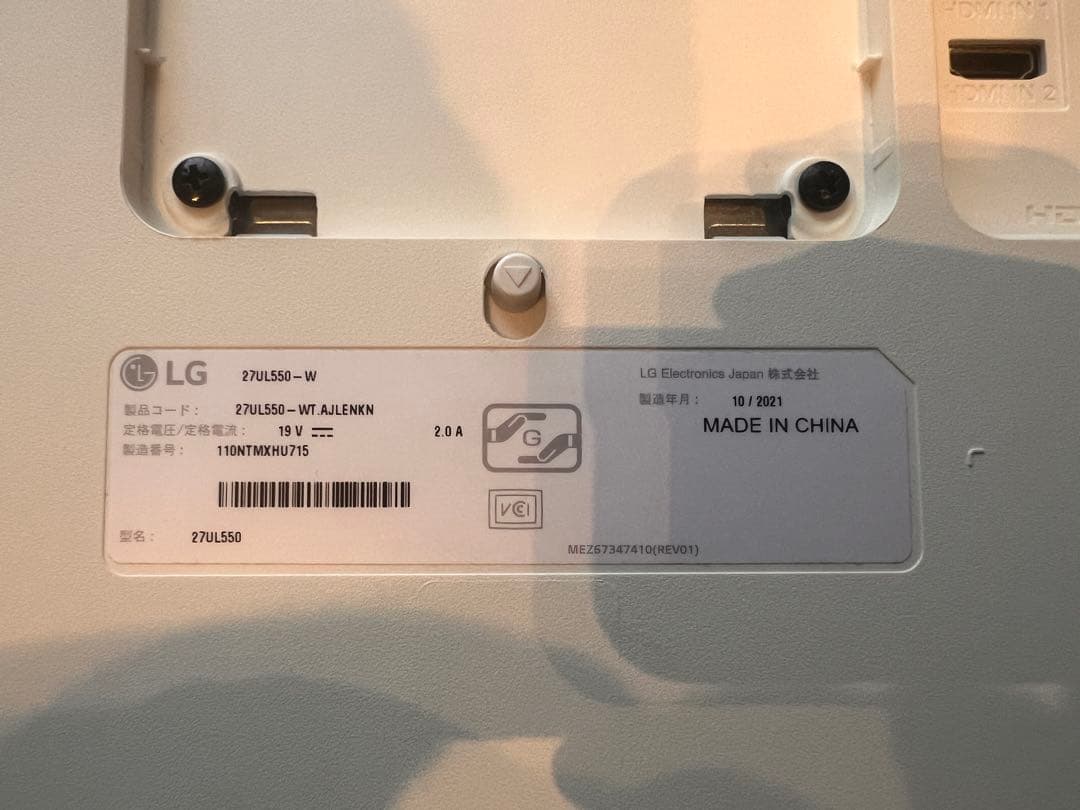 HDMI IN 1
HDMI IN 2
LG
27UL550-W
製品コード： 27UL550-WT.AJLENKN
定格電圧/定格電流： 19 V 2.0 A
製造番号： 110NTMXHU715
型名： 27UL550
G
VCI
LG Electronics Japan 株式会社
製造年月： 10 / 2021
MADE IN CHINA
MEZ67347410(REV01)